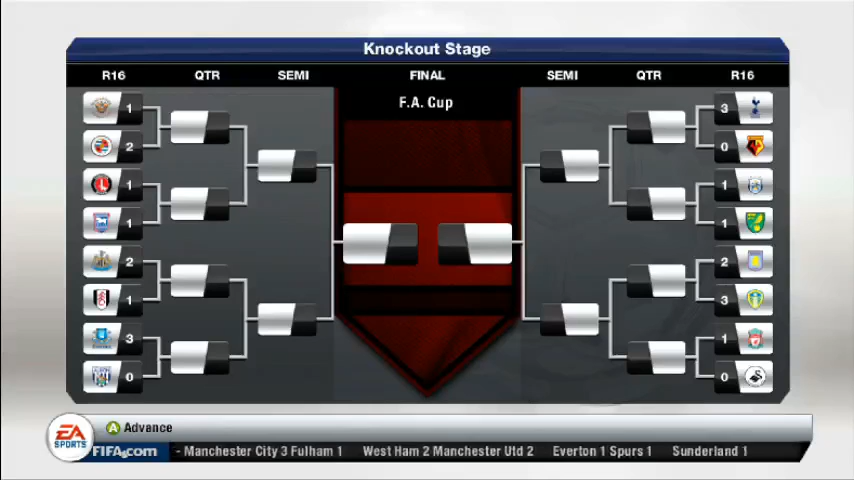 Knockout Stage
R16 QTR SEMI FINAL SEMI QTR R16
F.A. Cup
1 3
2 0
1 1
1 1
2 2
1 3
3 1
0 0
A Advance
EA SPORTS
FIFA.com - Manchester City 3 Fulham 1 West Ham 2 Manchester Utd 2 Everton 1 Spurs 1 Sunderland 1